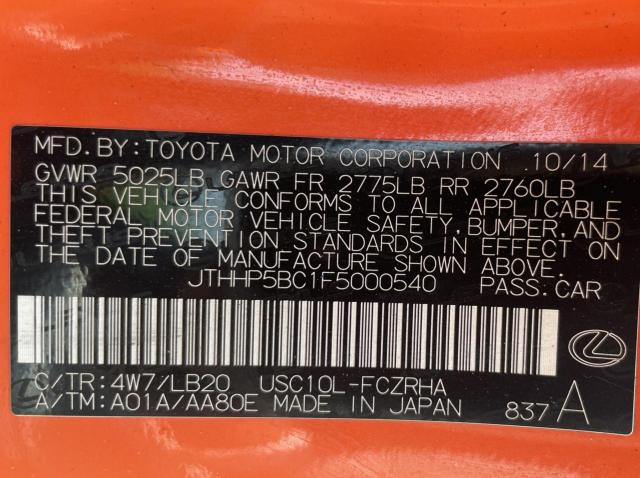 MFD.BY:TOYOTA MOTOR CORPORATION 10/14
GVWR 5025LB GAWR FR 2775LB RR 2760LB
THIS VEHICLE CONFORMS TO ALL APPLICABLE
FEDERAL MOTOR VEHICLE SAFETY,BUMPER,AND
THEFT PREVENTION STANDARDS IN EFFECT ON
THE DATE OF MANUFACTURE SHOWN ABOVE.
JTHHP5BC1F5000540 PASS.CAR
C/TR:4W7/LB20 USC10L-FCZRHA
A/TM:A01A/AA80E MADE IN JAPAN 837 A